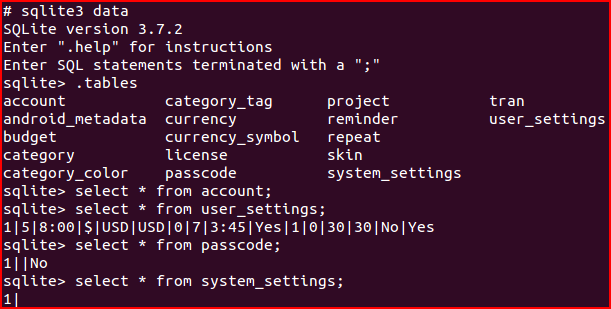 # sqlite3 data
SQLite version 3.7.2
Enter ".help" for instructions
Enter SQL statements terminated with a ";"
sqlite> .tables
account          category_tag     project          tran
android_metadata  currency         reminder         user_settings
budget           currency_symbol  repeat
category         license          skin
category_color   passcode         system_settings
sqlite> select * from account;
sqlite> select * from user_settings;
1|5|8:00|$|USD|USD|0|7|3:45|Yes|1|0|30|30|No|Yes
sqlite> select * from passcode;
1||No
sqlite> select * from system_settings;
1|